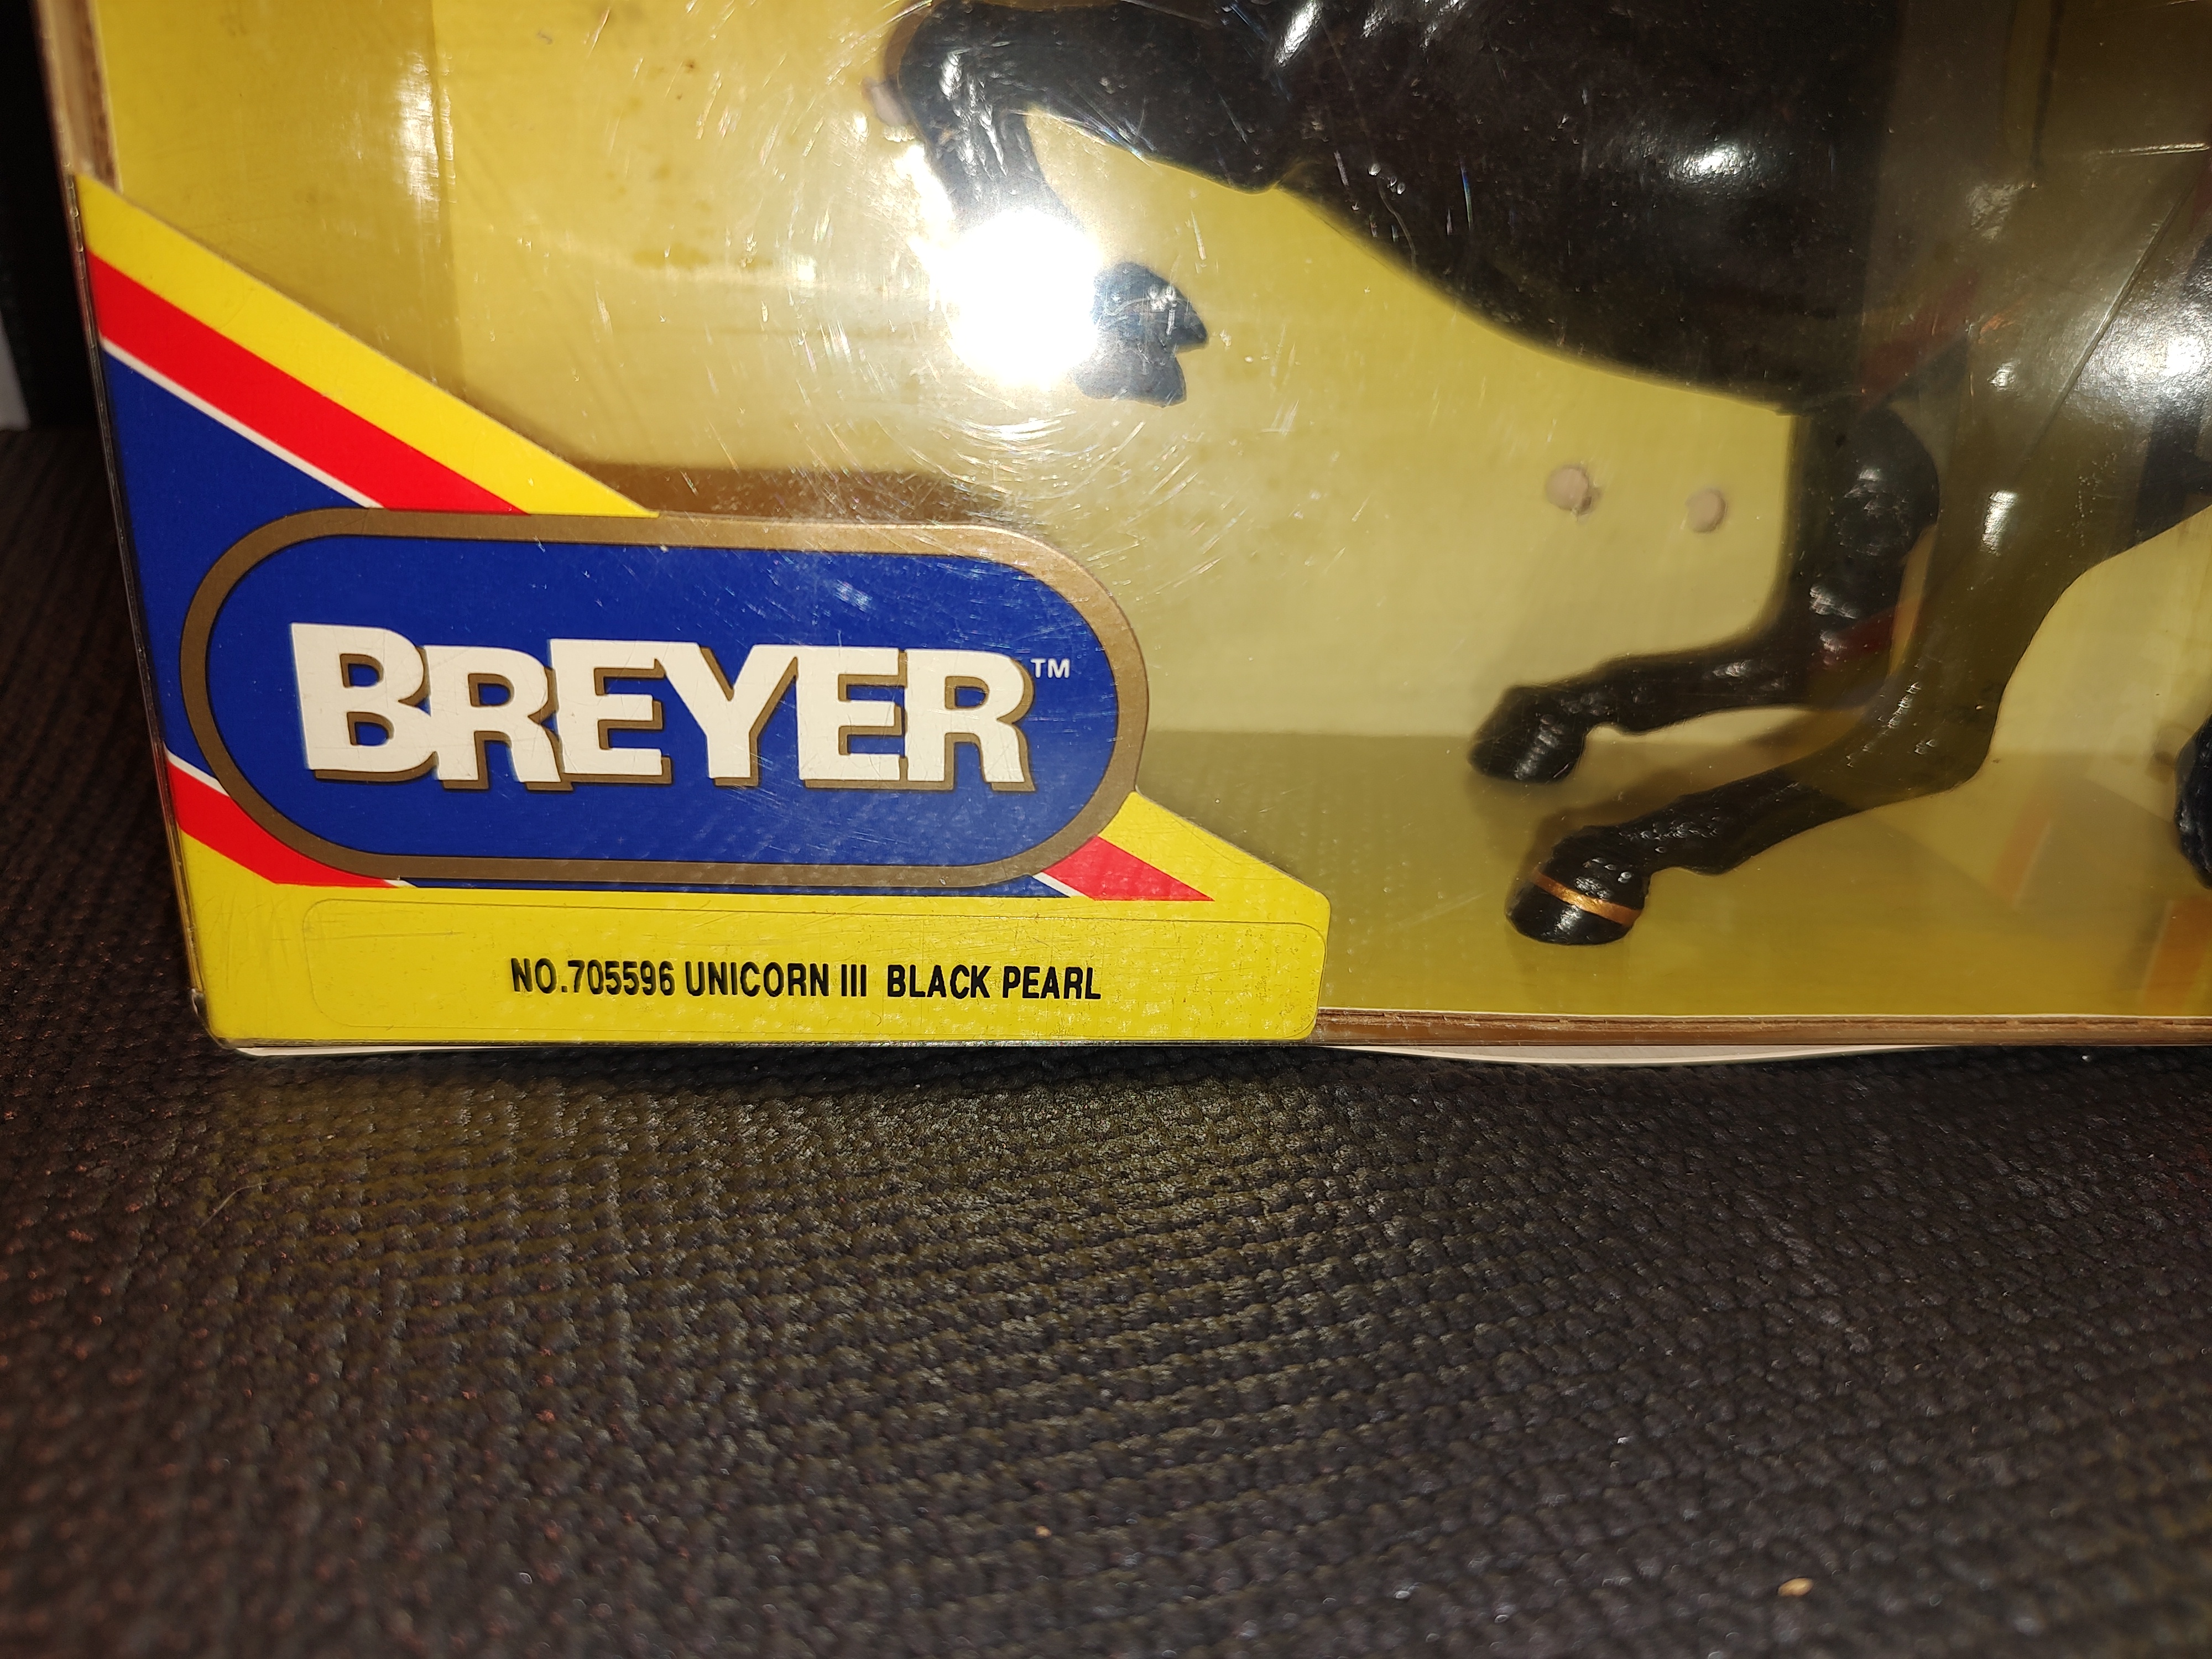 BREYER™
NO.705596 UNICORN III BLACK PEARL